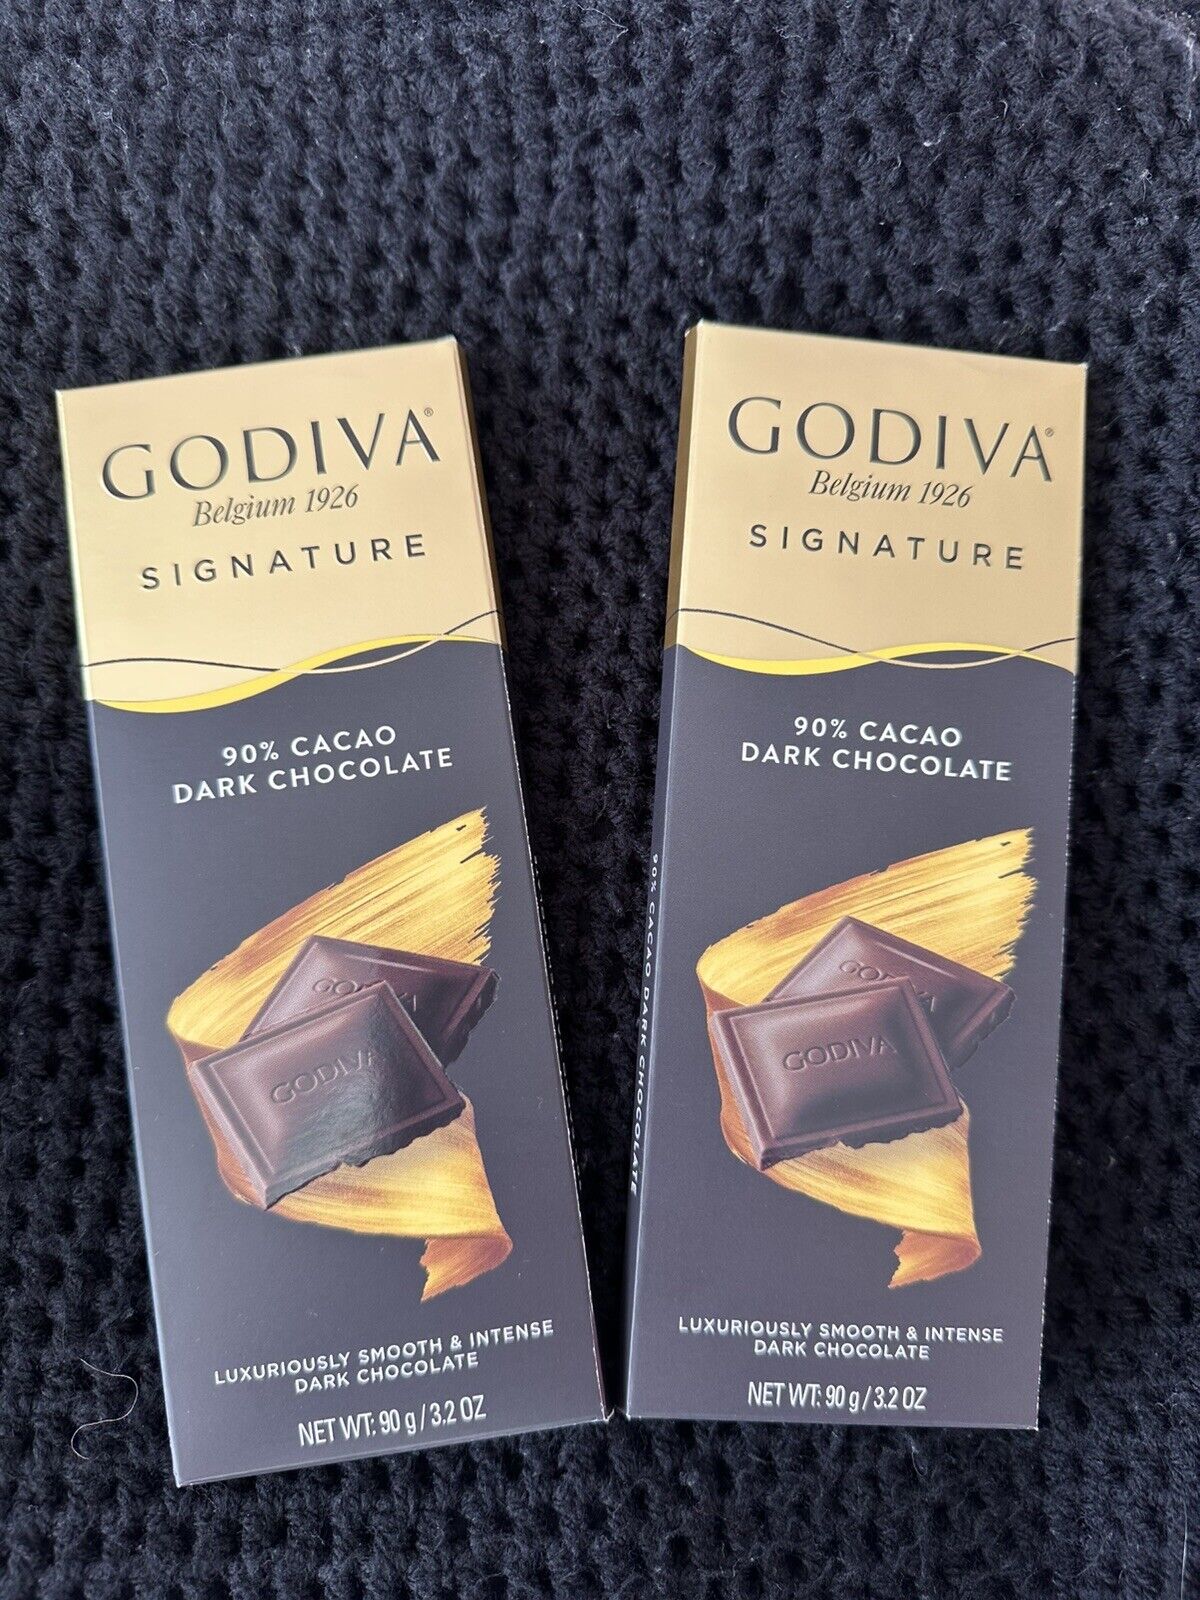 GODIVA®
Belgium 1926
SIGNATURE
90% CACAO
DARK CHOCOLATE
GODIVA
LUXURIOUSLY SMOOTH & INTENSE
DARK CHOCOLATE
NET WT: 90 g / 3.2 OZ
GODIVA®
Belgium 1926
SIGNATURE
90% CACAO
DARK CHOCOLATE
90% CACAO DARK CHOCOLATE
GODIVA
LUXURIOUSLY SMOOTH & INTENSE
DARK CHOCOLATE
NET WT: 90 g / 3.2 OZ